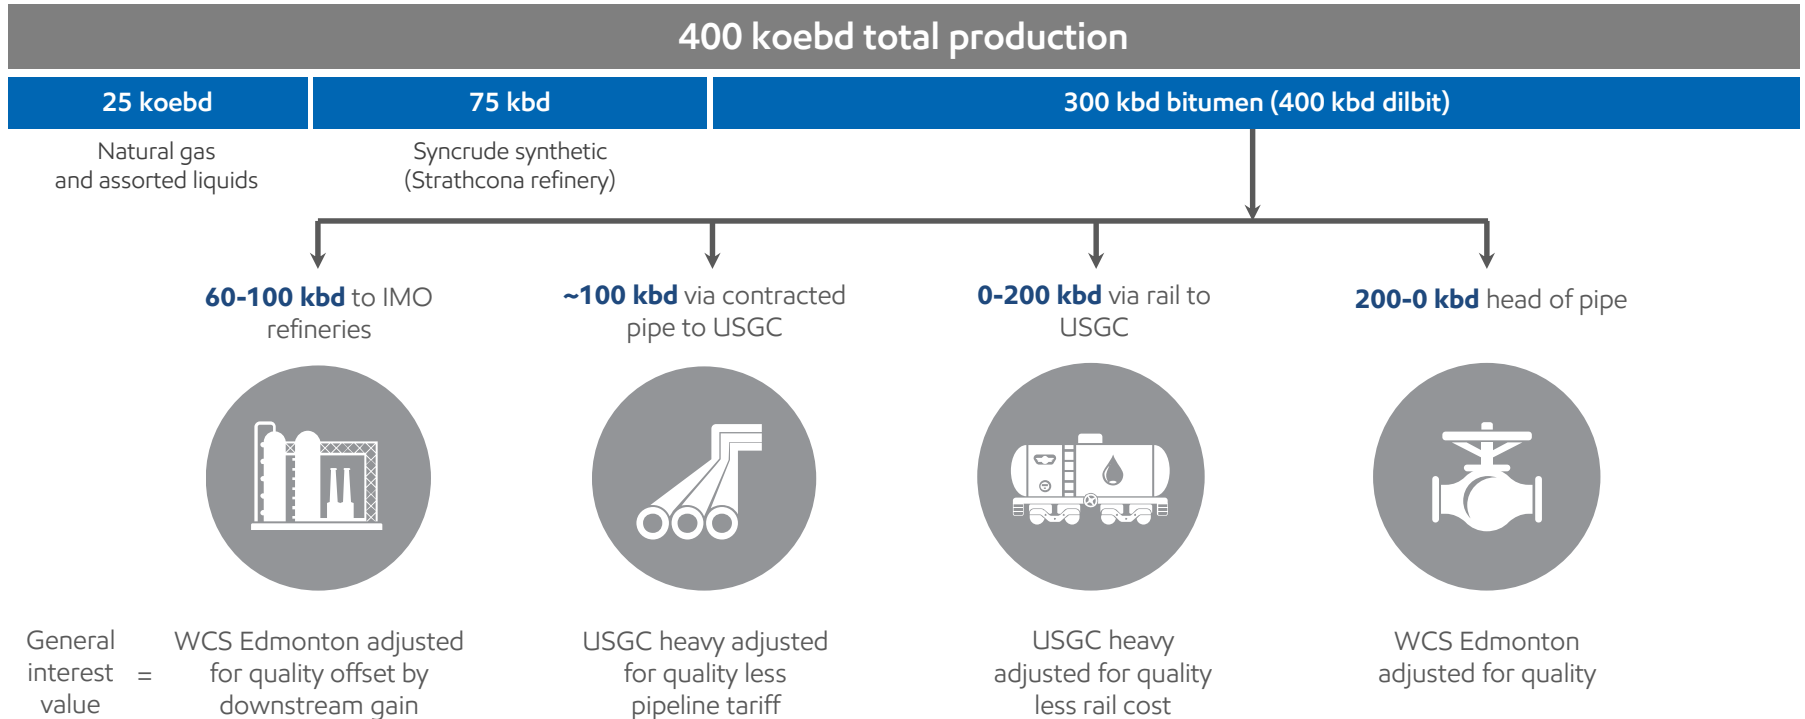 400 koebd total production
25 koebd
75 kbd
300 kbd bitumen (400 kbd dilbit)
Natural gas
and assorted liquids
Syncrude synthetic
(Strathcona refinery)
60-100 kbd to IMO
refineries
~100 kbd via contracted
pipe to USGC
0-200 kbd via rail to
USGC
200-0 kbd head of pipe
General
interest
value
=
WCS Edmonton adjusted
for quality offset by
downstream gain
USGC heavy adjusted
for quality less
pipeline tariff
USGC heavy
adjusted for quality
less rail cost
WCS Edmonton
adjusted for quality